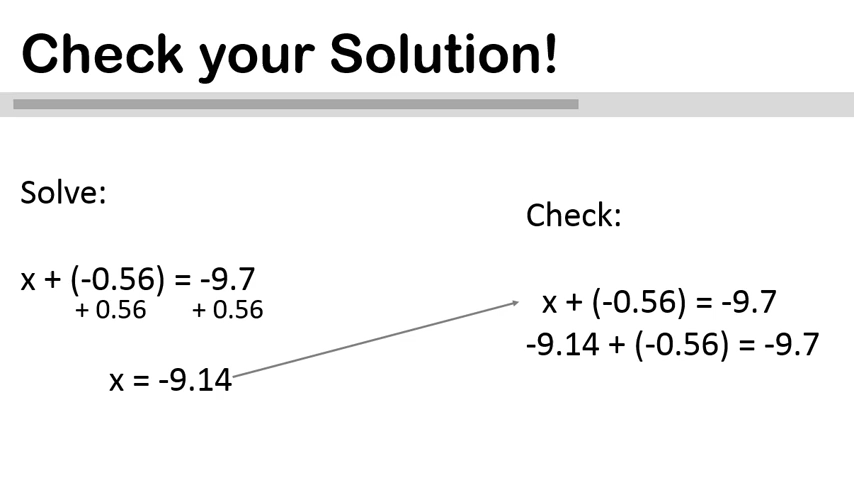 Check your Solution!
Solve:
x + (-0.56) = -9.7
+ 0.56 + 0.56
x = -9.14
Check:
x + (-0.56) = -9.7
-9.14 + (-0.56) = -9.7